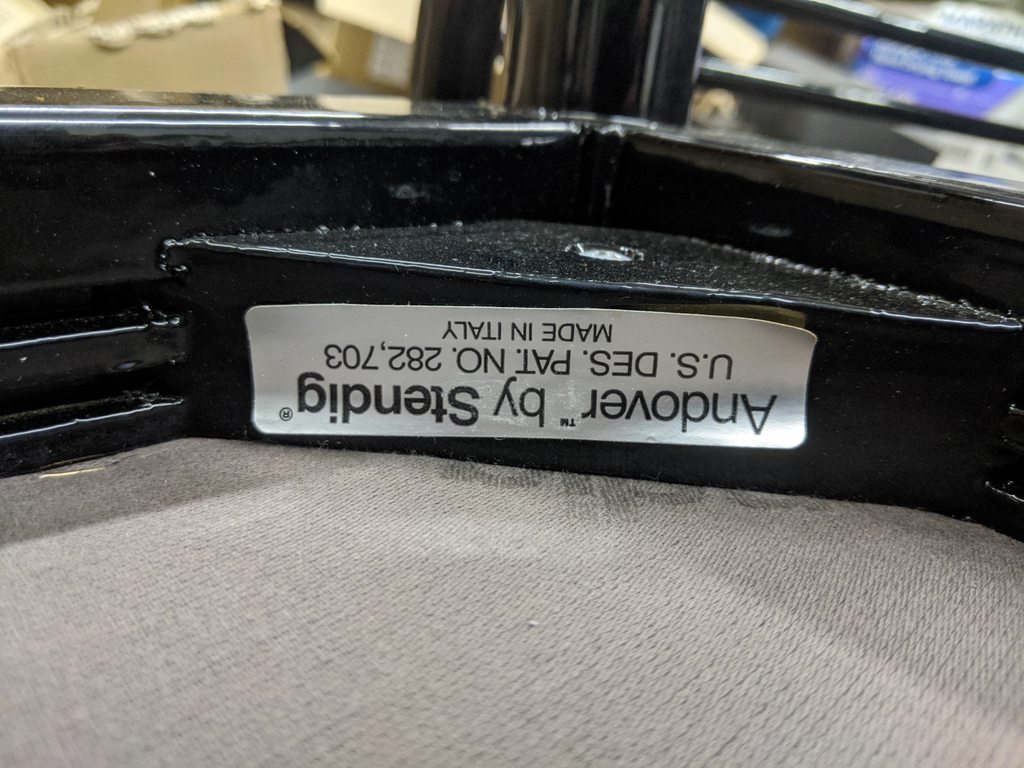 Andover™ by Stendig®
U.S. DES. PAT. NO. 282,703
MADE IN ITALY